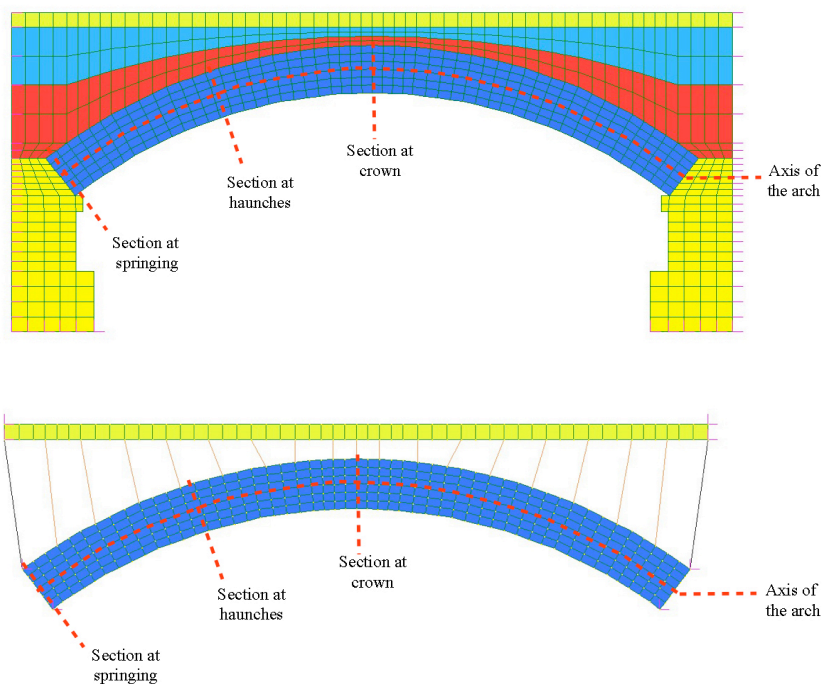 Section at
crown
Section at
haunches
Axis of
the arch
Section at
springing
Section at
crown
Section at
haunches
Axis of
the arch
Section at
springing